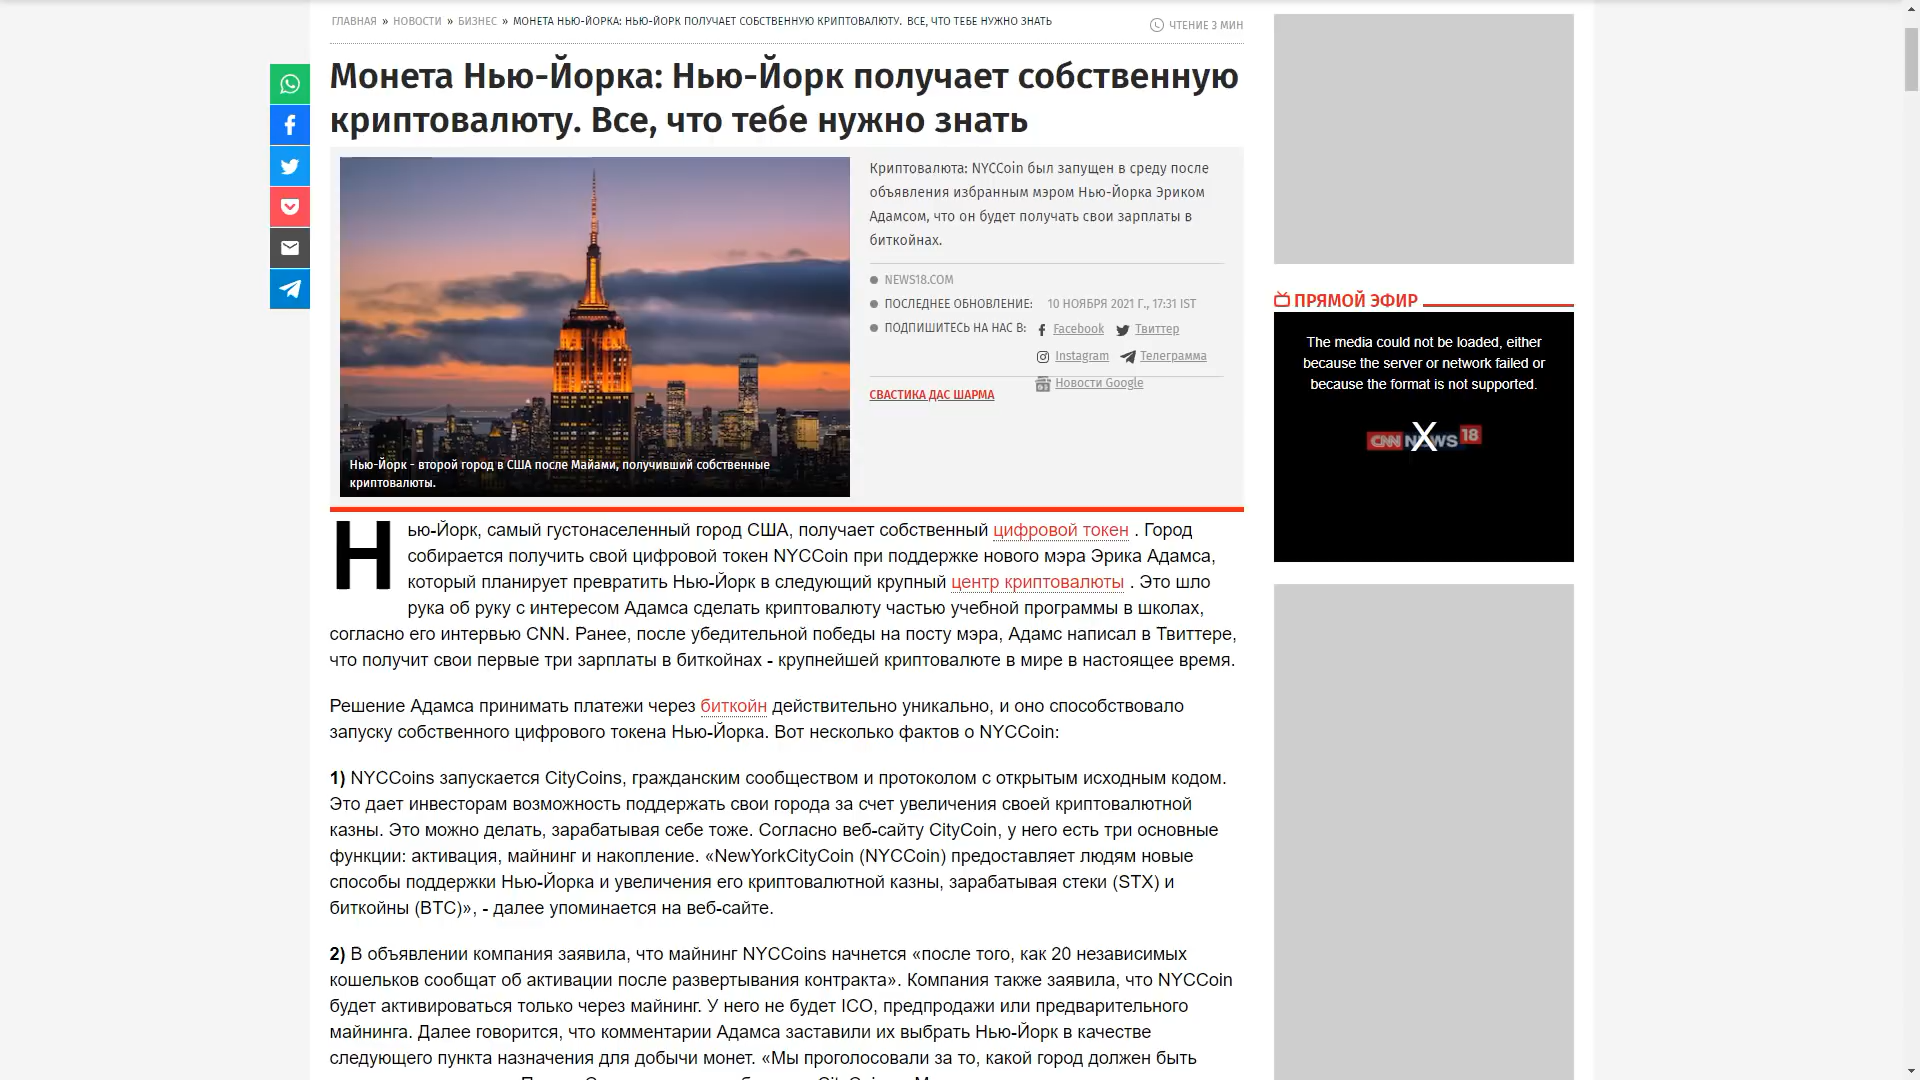 ГЛАВНАЯ » НОВОСТИ » БИЗНЕС » МОНЕТА НЬЮ-ЙОРКА: НЬЮ-ЙОРК ПОЛУЧАЕТ СОБСТВЕННУЮ КРИПТОВАЛЮТУ. ВСЕ, ЧТО ТЕБЕ НУЖНО ЗНАТЬ
ЧТЕНИЕ 3 МИН
Монета Нью-Йорка: Нью-Йорк получает собственную
криптовалюту. Все, что тебе нужно знать
Криптовалюта: NYCCoin был запущен в среду после
объявления избранным мэром Нью-Йорка Эриком
Адамсом, что он будет получать свои зарплаты в
биткойнах.
NEWS18.COM
ПОСЛЕДНЕЕ ОБНОВЛЕНИЕ: 10 НОЯБРЯ 2021 Г., 17:31 IST
ПОДПИШИТЕСЬ НА НАС В: Facebook Твиттер
Instagram Телеграмма
Новости Google
СВАСТИКА ДАС ШАРМА
Нью-Йорк - второй город в США после Майами, получивший собственные
криптовалюты.
Нью-Йорк, самый густонаселенный город США, получает собственный цифровой токен . Город
собирается получить свой цифровой токен NYCCoin при поддержке нового мэра Эрика Адамса,
который планирует превратить Нью-Йорк в следующий крупный центр криптовалюты . Это шло
рука об руку с интересом Адамса сделать криптовалюту частью учебной программы в школах,
согласно его интервью CNN. Ранее, после убедительной победы на посту мэра, Адамс написал в Твиттере,
что получит свои первые три зарплаты в биткойнах - крупнейшей криптовалюте в мире в настоящее время.
Решение Адамса принимать платежи через биткойн действительно уникально, и оно способствовало
запуску собственного цифрового токена Нью-Йорка. Вот несколько фактов о NYCCoin:
1) NYCCoins запускается CityCoins, гражданским сообществом и протоколом с открытым исходным кодом.
Это дает инвесторам возможность поддержать свои города за счет увеличения своей криптовалютной
казны. Это можно делать, зарабатывая себе тоже. Согласно веб-сайту CityCoin, у него есть три основные
функции: активация, майнинг и накопление. «NewYorkCityCoin (NYCCoin) предоставляет людям новые
способы поддержки Нью-Йорка и увеличения его криптовалютной казны, зарабатывая стеки (STX) и
биткойны (BTC)», - далее упоминается на веб-сайте.
2) В объявлении компания заявила, что майнинг NYCCoins начнется «после того, как 20 независимых
кошельков сообщат об активации после развертывания контракта». Компания также заявила, что NYCCoin
будет активироваться только через майнинг. У него не будет ICO, предпродажи или предварительного
майнинга. Далее говорится, что комментарии Адамса заставили их выбрать Нью-Йорк в качестве
следующего пункта назначения для добычи монет. «Мы проголосовали за то, какой город должен быть
ПРЯМОЙ ЭФИР
The media could not be loaded, either
because the server or network failed or
because the format is not supported.
CNN NEWS 18
X